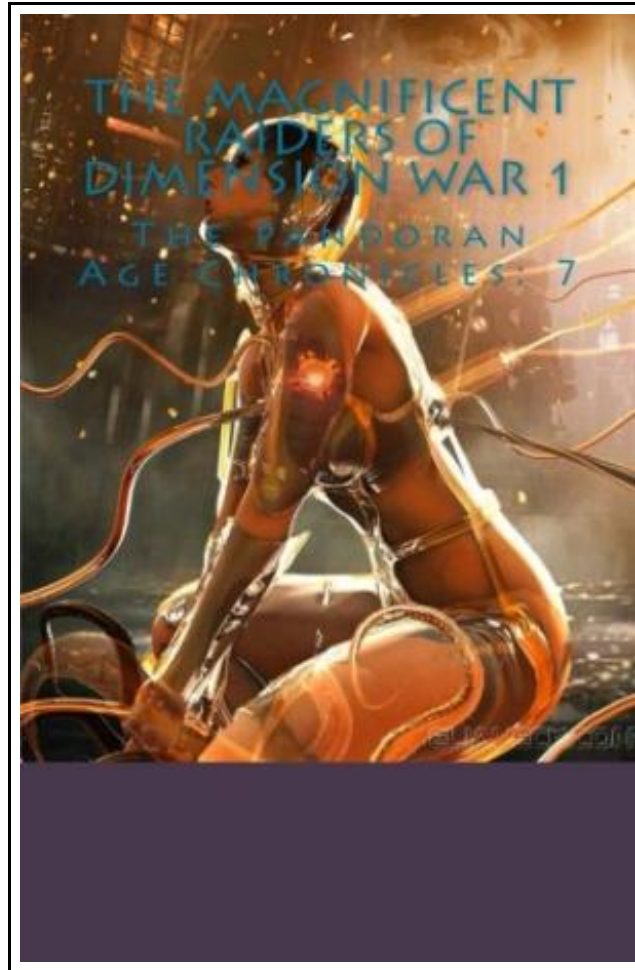 THE MAGNIFICENT
RAIDERS OF
DIMENSION WAR 1
THE PANDORAN
AGE CHRONICLES: 7